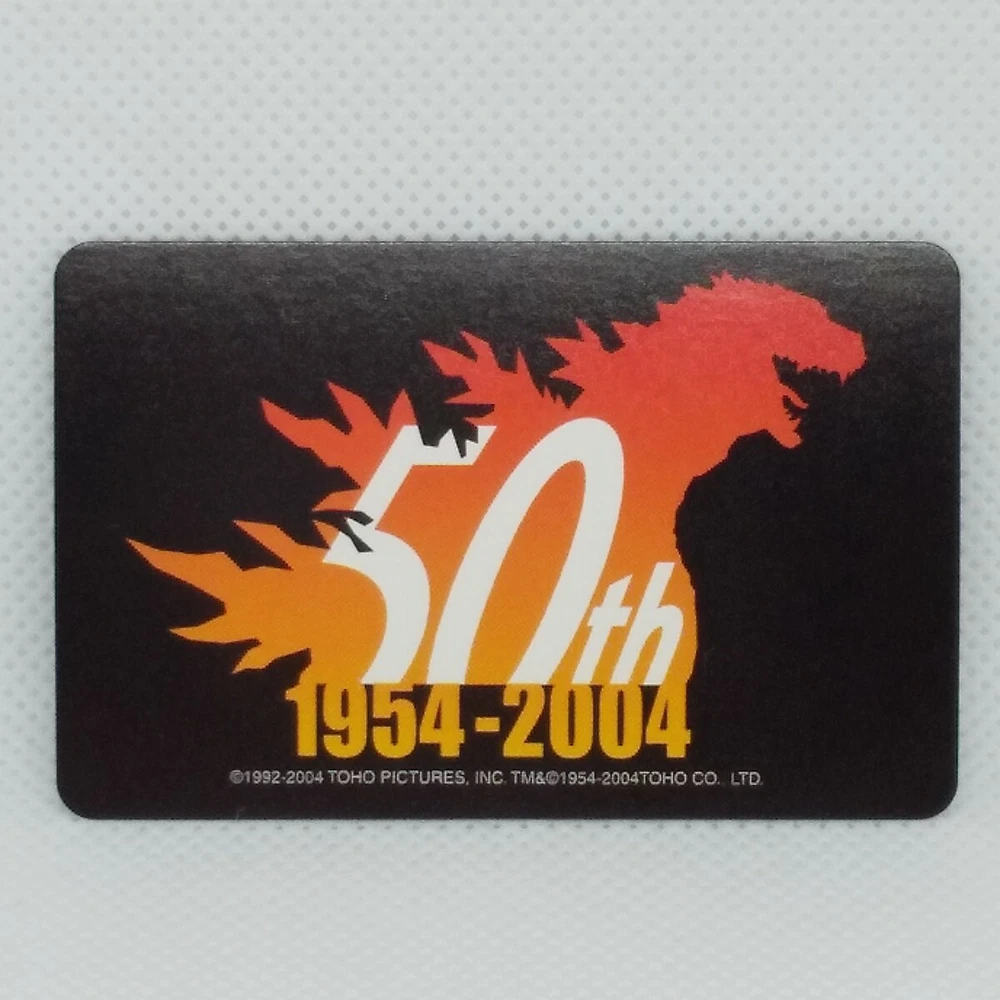 50th
1954-2004
©1992-2004 TOHO PICTURES, INC. TM&©1954-2004TOHO CO. LTD.